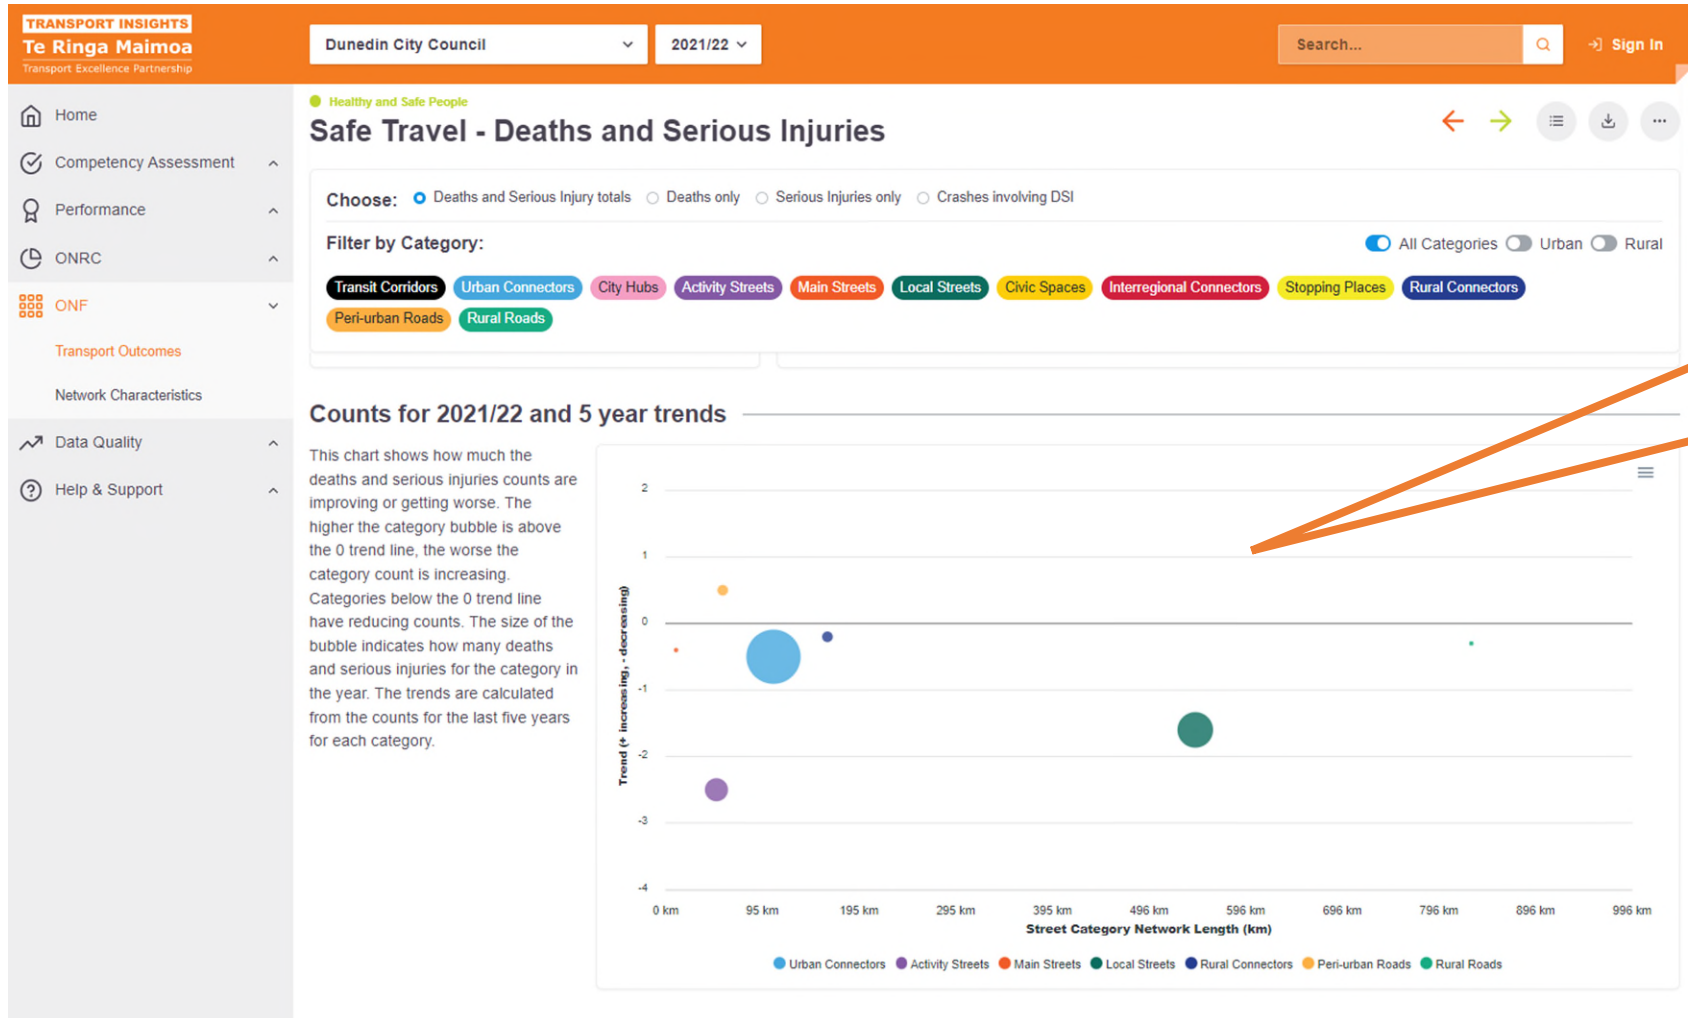 TRANSPORT INSIGHTS
Te Ringa Maimoa
Transport Excellence Partnership
Dunedin City Council
2021/22
Search...
Sign In
Home
Competency Assessment
Performance
ONRC
ONF
Transport Outcomes
Network Characteristics
Data Quality
Help & Support
Healthy and Safe People
Safe Travel - Deaths and Serious Injuries
Choose: Deaths and Serious Injury totals Deaths only Serious Injuries only Crashes involving DSI
Filter by Category: All Categories Urban Rural
Transit Corridors Urban Connectors City Hubs Activity Streets Main Streets Local Streets Civic Spaces Interregional Connectors Stopping Places Rural Connectors
Peri-urban Roads Rural Roads
Counts for 2021/22 and 5 year trends
This chart shows how much the
deaths and serious injuries counts are
improving or getting worse. The
higher the category bubble is above
the 0 trend line, the worse the
category count is increasing.
Categories below the 0 trend line
have reducing counts. The size of the
bubble indicates how many deaths
and serious injuries for the category in
the year. The trends are calculated
from the counts for the last five years
for each category.
Trend (+ increasing, - decreasing)
2
1
0
-1
-2
-3
-4
0 km 95 km 195 km 295 km 395 km 496 km 596 km 696 km 796 km 896 km 996 km
Street Category Network Length (km)
Urban Connectors Activity Streets Main Streets Local Streets Rural Connectors Peri-urban Roads Rural Roads